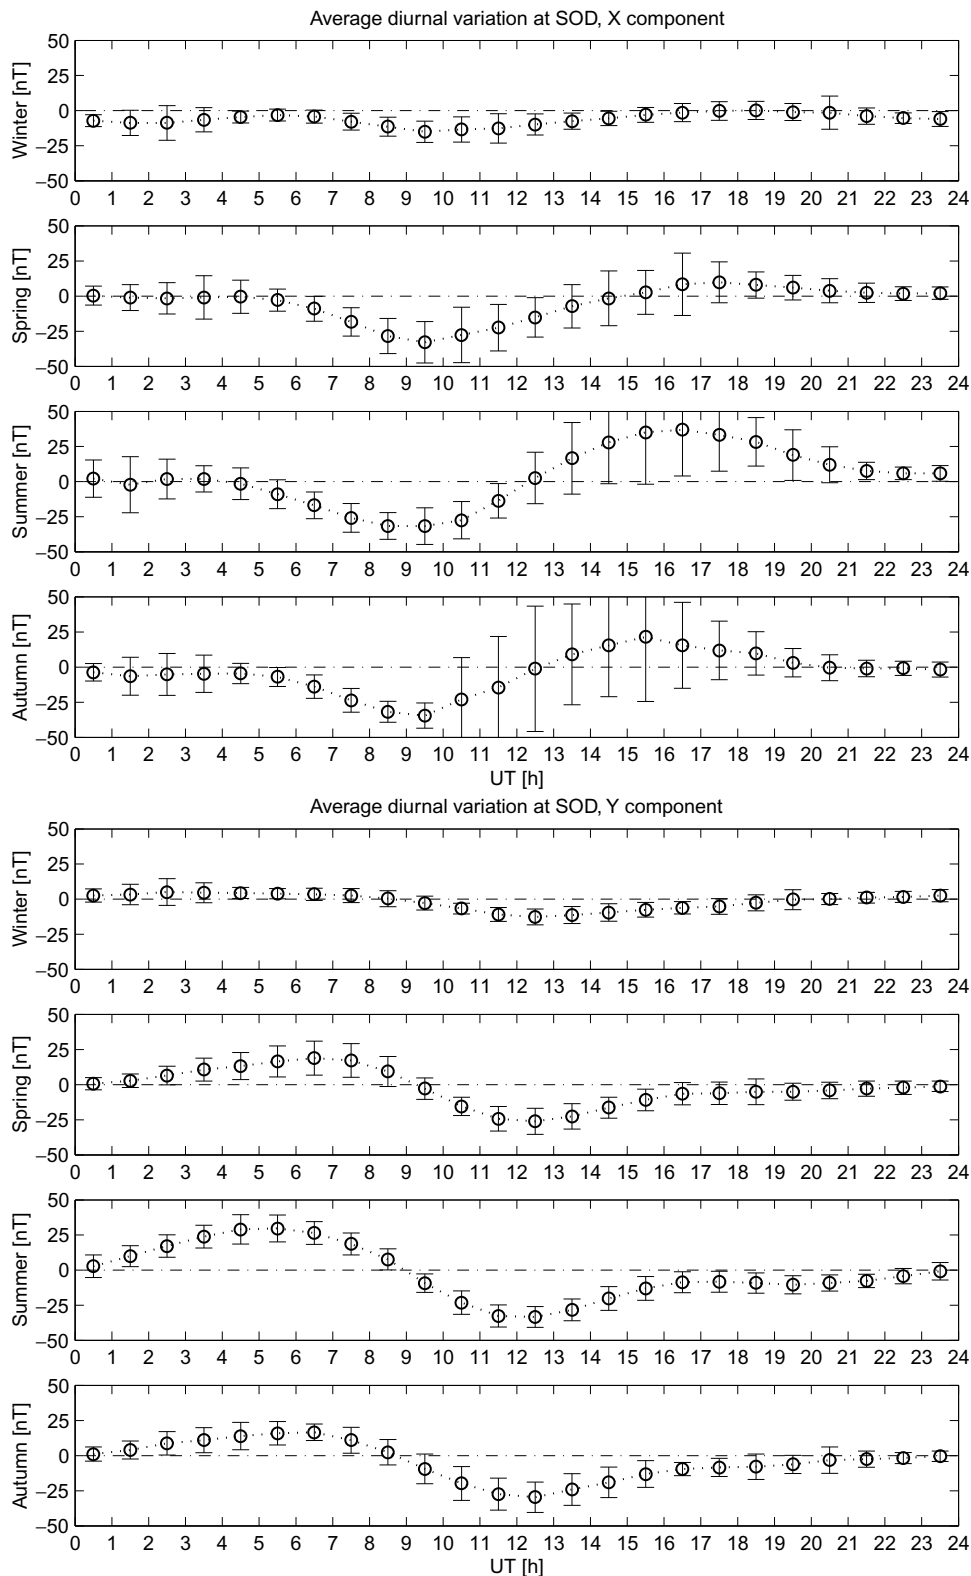 Average diurnal variation at SOD, X component
Winter [nT]
50
25
0
−25
−50
0 1 2 3 4 5 6 7 8 9 10 11 12 13 14 15 16 17 18 19 20 21 22 23 24
Spring [nT]
50
25
0
−25
−50
0 1 2 3 4 5 6 7 8 9 10 11 12 13 14 15 16 17 18 19 20 21 22 23 24
Summer [nT]
50
25
0
−25
−50
0 1 2 3 4 5 6 7 8 9 10 11 12 13 14 15 16 17 18 19 20 21 22 23 24
Autumn [nT]
50
25
0
−25
−50
0 1 2 3 4 5 6 7 8 9 10 11 12 13 14 15 16 17 18 19 20 21 22 23 24
UT [h]
Average diurnal variation at SOD, Y component
Winter [nT]
50
25
0
−25
−50
0 1 2 3 4 5 6 7 8 9 10 11 12 13 14 15 16 17 18 19 20 21 22 23 24
Spring [nT]
50
25
0
−25
−50
0 1 2 3 4 5 6 7 8 9 10 11 12 13 14 15 16 17 18 19 20 21 22 23 24
Summer [nT]
50
25
0
−25
−50
0 1 2 3 4 5 6 7 8 9 10 11 12 13 14 15 16 17 18 19 20 21 22 23 24
Autumn [nT]
50
25
0
−25
−50
0 1 2 3 4 5 6 7 8 9 10 11 12 13 14 15 16 17 18 19 20 21 22 23 24
UT [h]